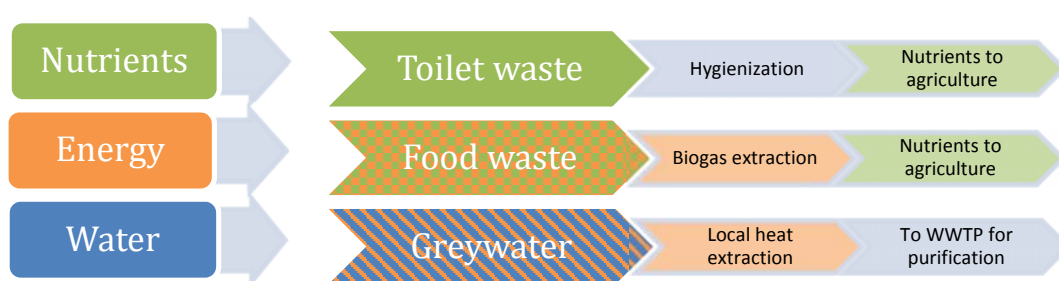 Nutrients
Toilet waste
Hygienization
Nutrients to
agriculture
Energy
Food waste
Biogas extraction
Nutrients to
agriculture
Water
Greywater
Local heat
extraction
To WWTP for
purification